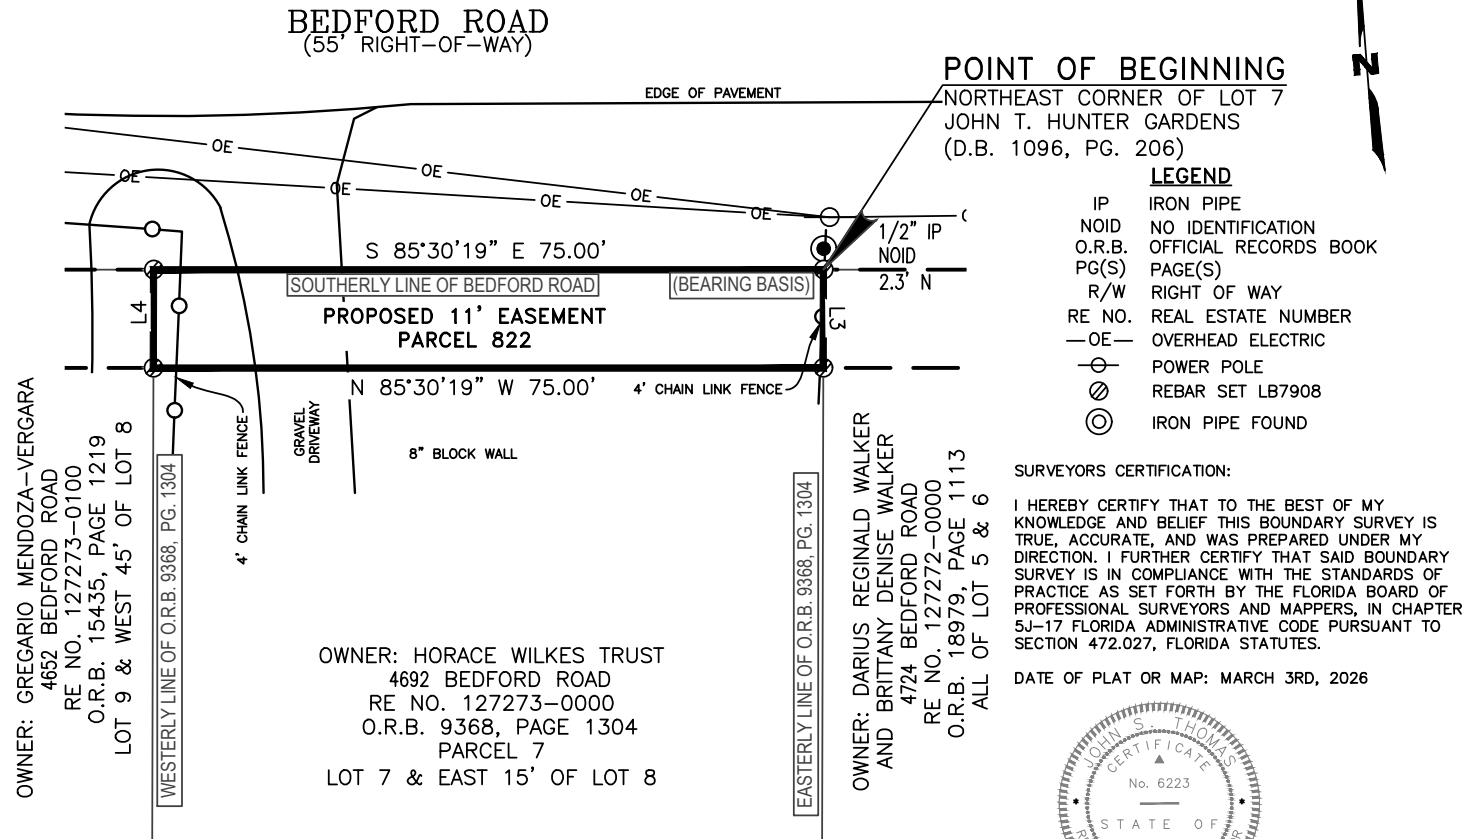 BEDFORD ROAD
(55' RIGHT-OF-WAY)
EDGE OF PAVEMENT
POINT OF BEGINNING
NORTHEAST CORNER OF LOT 7
JOHN T. HUNTER GARDENS
(D.B. 1096, PG. 206)
N
OE
OE
OE
OE
OE
OE
OE
1/2" IP
NOID
2.3' N
S 85°30'19" E 75.00'
SOUTHERLY LINE OF BEDFORD ROAD
(BEARING BASIS)
L4
L3
PROPOSED 11' EASEMENT
PARCEL 822
N 85°30'19" W 75.00'
4' CHAIN LINK FENCE
4' CHAIN LINK FENCE
GRAVEL
DRIVEWAY
8" BLOCK WALL
OWNER: GREGARIO MENDOZA-VERGARA
4652 BEDFORD ROAD
RE NO. 127273-0100
O.R.B. 15435, PAGE 1219
LOT 9 & WEST 45' OF LOT 8
WESTERLY LINE OF O.R.B. 9368, PG. 1304
OWNER: HORACE WILKES TRUST
4692 BEDFORD ROAD
RE NO. 127273-0000
O.R.B. 9368, PAGE 1304
PARCEL 7
LOT 7 & EAST 15' OF LOT 8
EASTERLY LINE OF O.R.B. 9368, PG. 1304
OWNER: DARIUS REGINALD WALKER
AND BRITTANY DENISE WALKER
4724 BEDFORD ROAD
RE NO. 127272-0000
O.R.B. 18979, PAGE 1113
ALL OF LOT 5 & 6
LEGEND
IP IRON PIPE
NOID NO IDENTIFICATION
O.R.B. OFFICIAL RECORDS BOOK
PG(S) PAGE(S)
R/W RIGHT OF WAY
RE NO. REAL ESTATE NUMBER
—OE— OVERHEAD ELECTRIC
POWER POLE
REBAR SET LB7908
IRON PIPE FOUND
SURVEYORS CERTIFICATION:
I HEREBY CERTIFY THAT TO THE BEST OF MY
KNOWLEDGE AND BELIEF THIS BOUNDARY SURVEY IS
TRUE, ACCURATE, AND WAS PREPARED UNDER MY
DIRECTION. I FURTHER CERTIFY THAT SAID BOUNDARY
SURVEY IS IN COMPLIANCE WITH THE STANDARDS OF
PRACTICE AS SET FORTH BY THE FLORIDA BOARD OF
PROFESSIONAL SURVEYORS AND MAPPERS, IN CHAPTER
5J-17 FLORIDA ADMINISTRATIVE CODE PURSUANT TO
SECTION 472.027, FLORIDA STATUTES.
DATE OF PLAT OR MAP: MARCH 3RD, 2026
JOHN S. THOMAS
CERTIFICATE
No. 6223
STATE OF